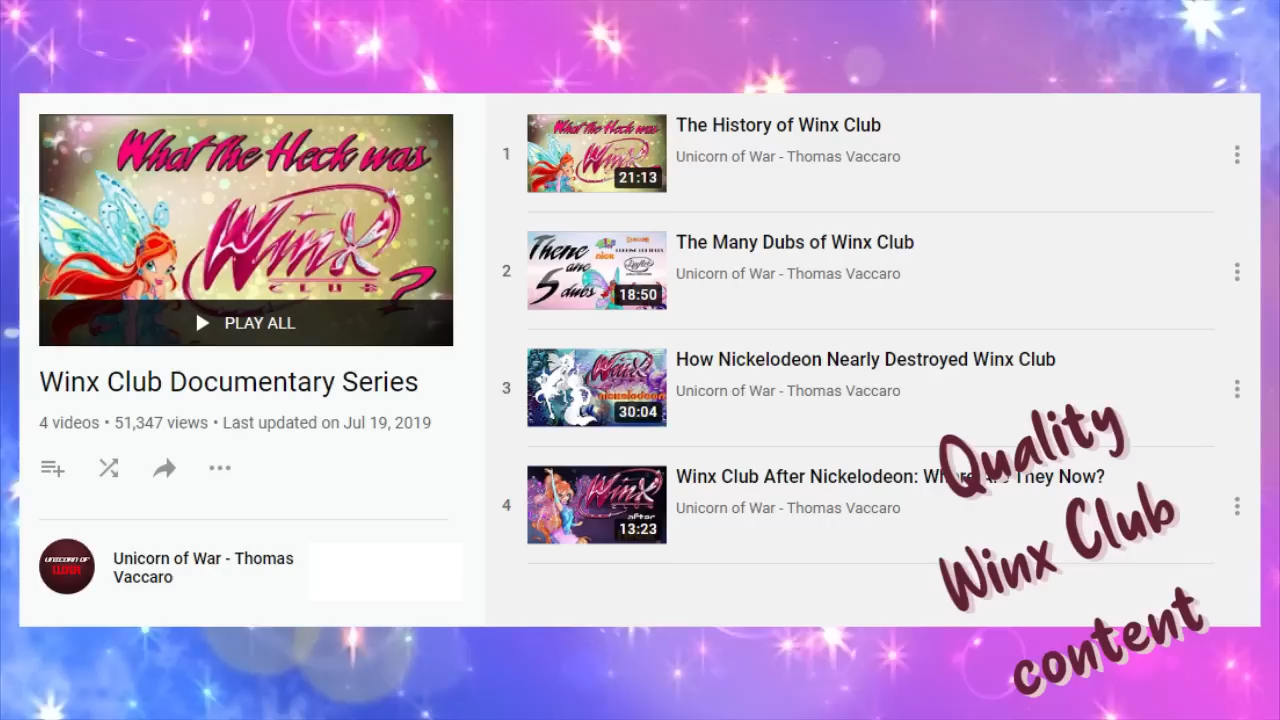 What the Heck was
Winx
CLUB ?
PLAY ALL
Winx Club Documentary Series
4 videos • 51,347 views • Last updated on Jul 19, 2019
UNICORN OF
Unicorn of War - Thomas
Vaccaro
1
What the Heck was
Winx
21:13
The History of Winx Club
Unicorn of War - Thomas Vaccaro
2
There
are
5 dubs
nick
18:50
The Many Dubs of Winx Club
Unicorn of War - Thomas Vaccaro
3
Winx
nickelodeon
30:04
How Nickelodeon Nearly Destroyed Winx Club
Unicorn of War - Thomas Vaccaro
4
Winx
after
13:23
Winx Club After Nickelodeon: Where Are They Now?
Unicorn of War - Thomas Vaccaro
Quality
Winx Club
content